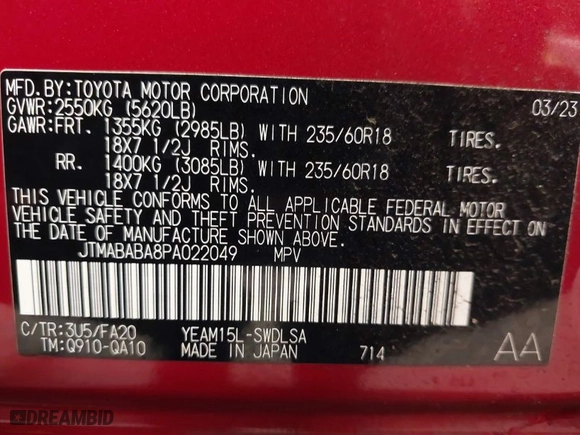 MFD.BY:TOYOTA MOTOR CORPORATION 03/23
GVWR:2550KG (5620LB)
GAWR:FRT. 1355KG (2985LB) WITH 235/60R18 TIRES.
18X7 1/2J RIMS.
RR. 1400KG (3085LB) WITH 235/60R18 TIRES.
18X7 1/2J RIMS.
THIS VEHICLE CONFORMS TO ALL APPLICABLE FEDERAL MOTOR
VEHICLE SAFETY AND THEFT PREVENTION STANDARDS IN EFFECT ON
THE DATE OF MANUFACTURE SHOWN ABOVE.
JTMABABA8PA022049 MPV
C/TR:3U5/FA20 YEAM15L-SWDLSA
TM:Q910-QA10 MADE IN JAPAN 714 AA
DREAMBID